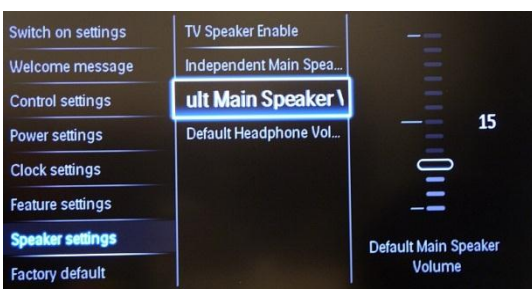 Switch on settings
Welcome message
Control settings
Power settings
Clock settings
Feature settings
Speaker settings
Factory default
TV Speaker Enable
Independent Main Spea...
ult Main Speaker \
Default Headphone Vol...
15
Default Main Speaker
Volume